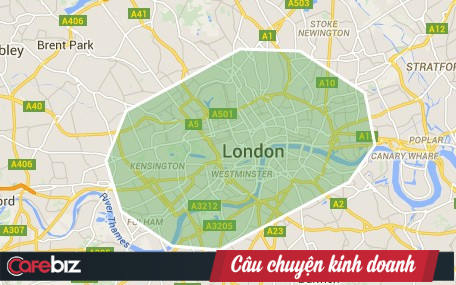 A503
A406
A41
A1
STOKE
NEWINGTON
A12
bley
Brent Park
STRATF
A10
A40
A501
A5
A11
POPLAR
A406
KENSINGTON
London
CANARY WHARF
WESTMINSTER
River Thames
ord
FULHAM
A3212
A2
A307
A3205
A23
CafeBiz
Câu chuyện kinh doanh